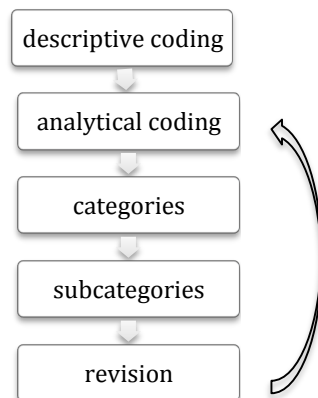 descriptive coding
analytical coding
categories
subcategories
revision